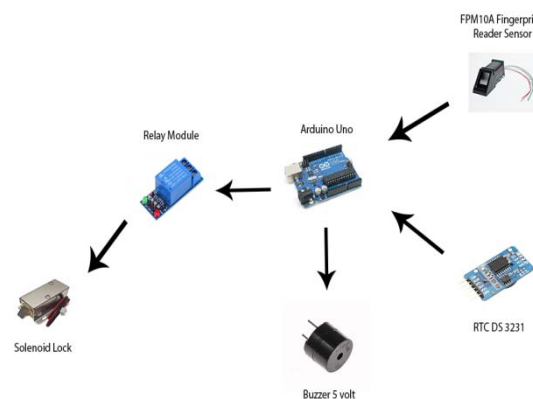 FPM10A Fingerpri
Reader Sensor
Arduino Uno
Relay Module
RTC DS 3231
Solenoid Lock
Buzzer 5 volt